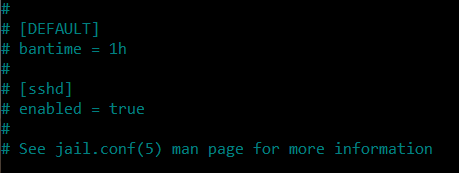 #
# [DEFAULT]
# bantime = 1h
#
# [sshd]
# enabled = true
#
# See jail.conf(5) man page for more information